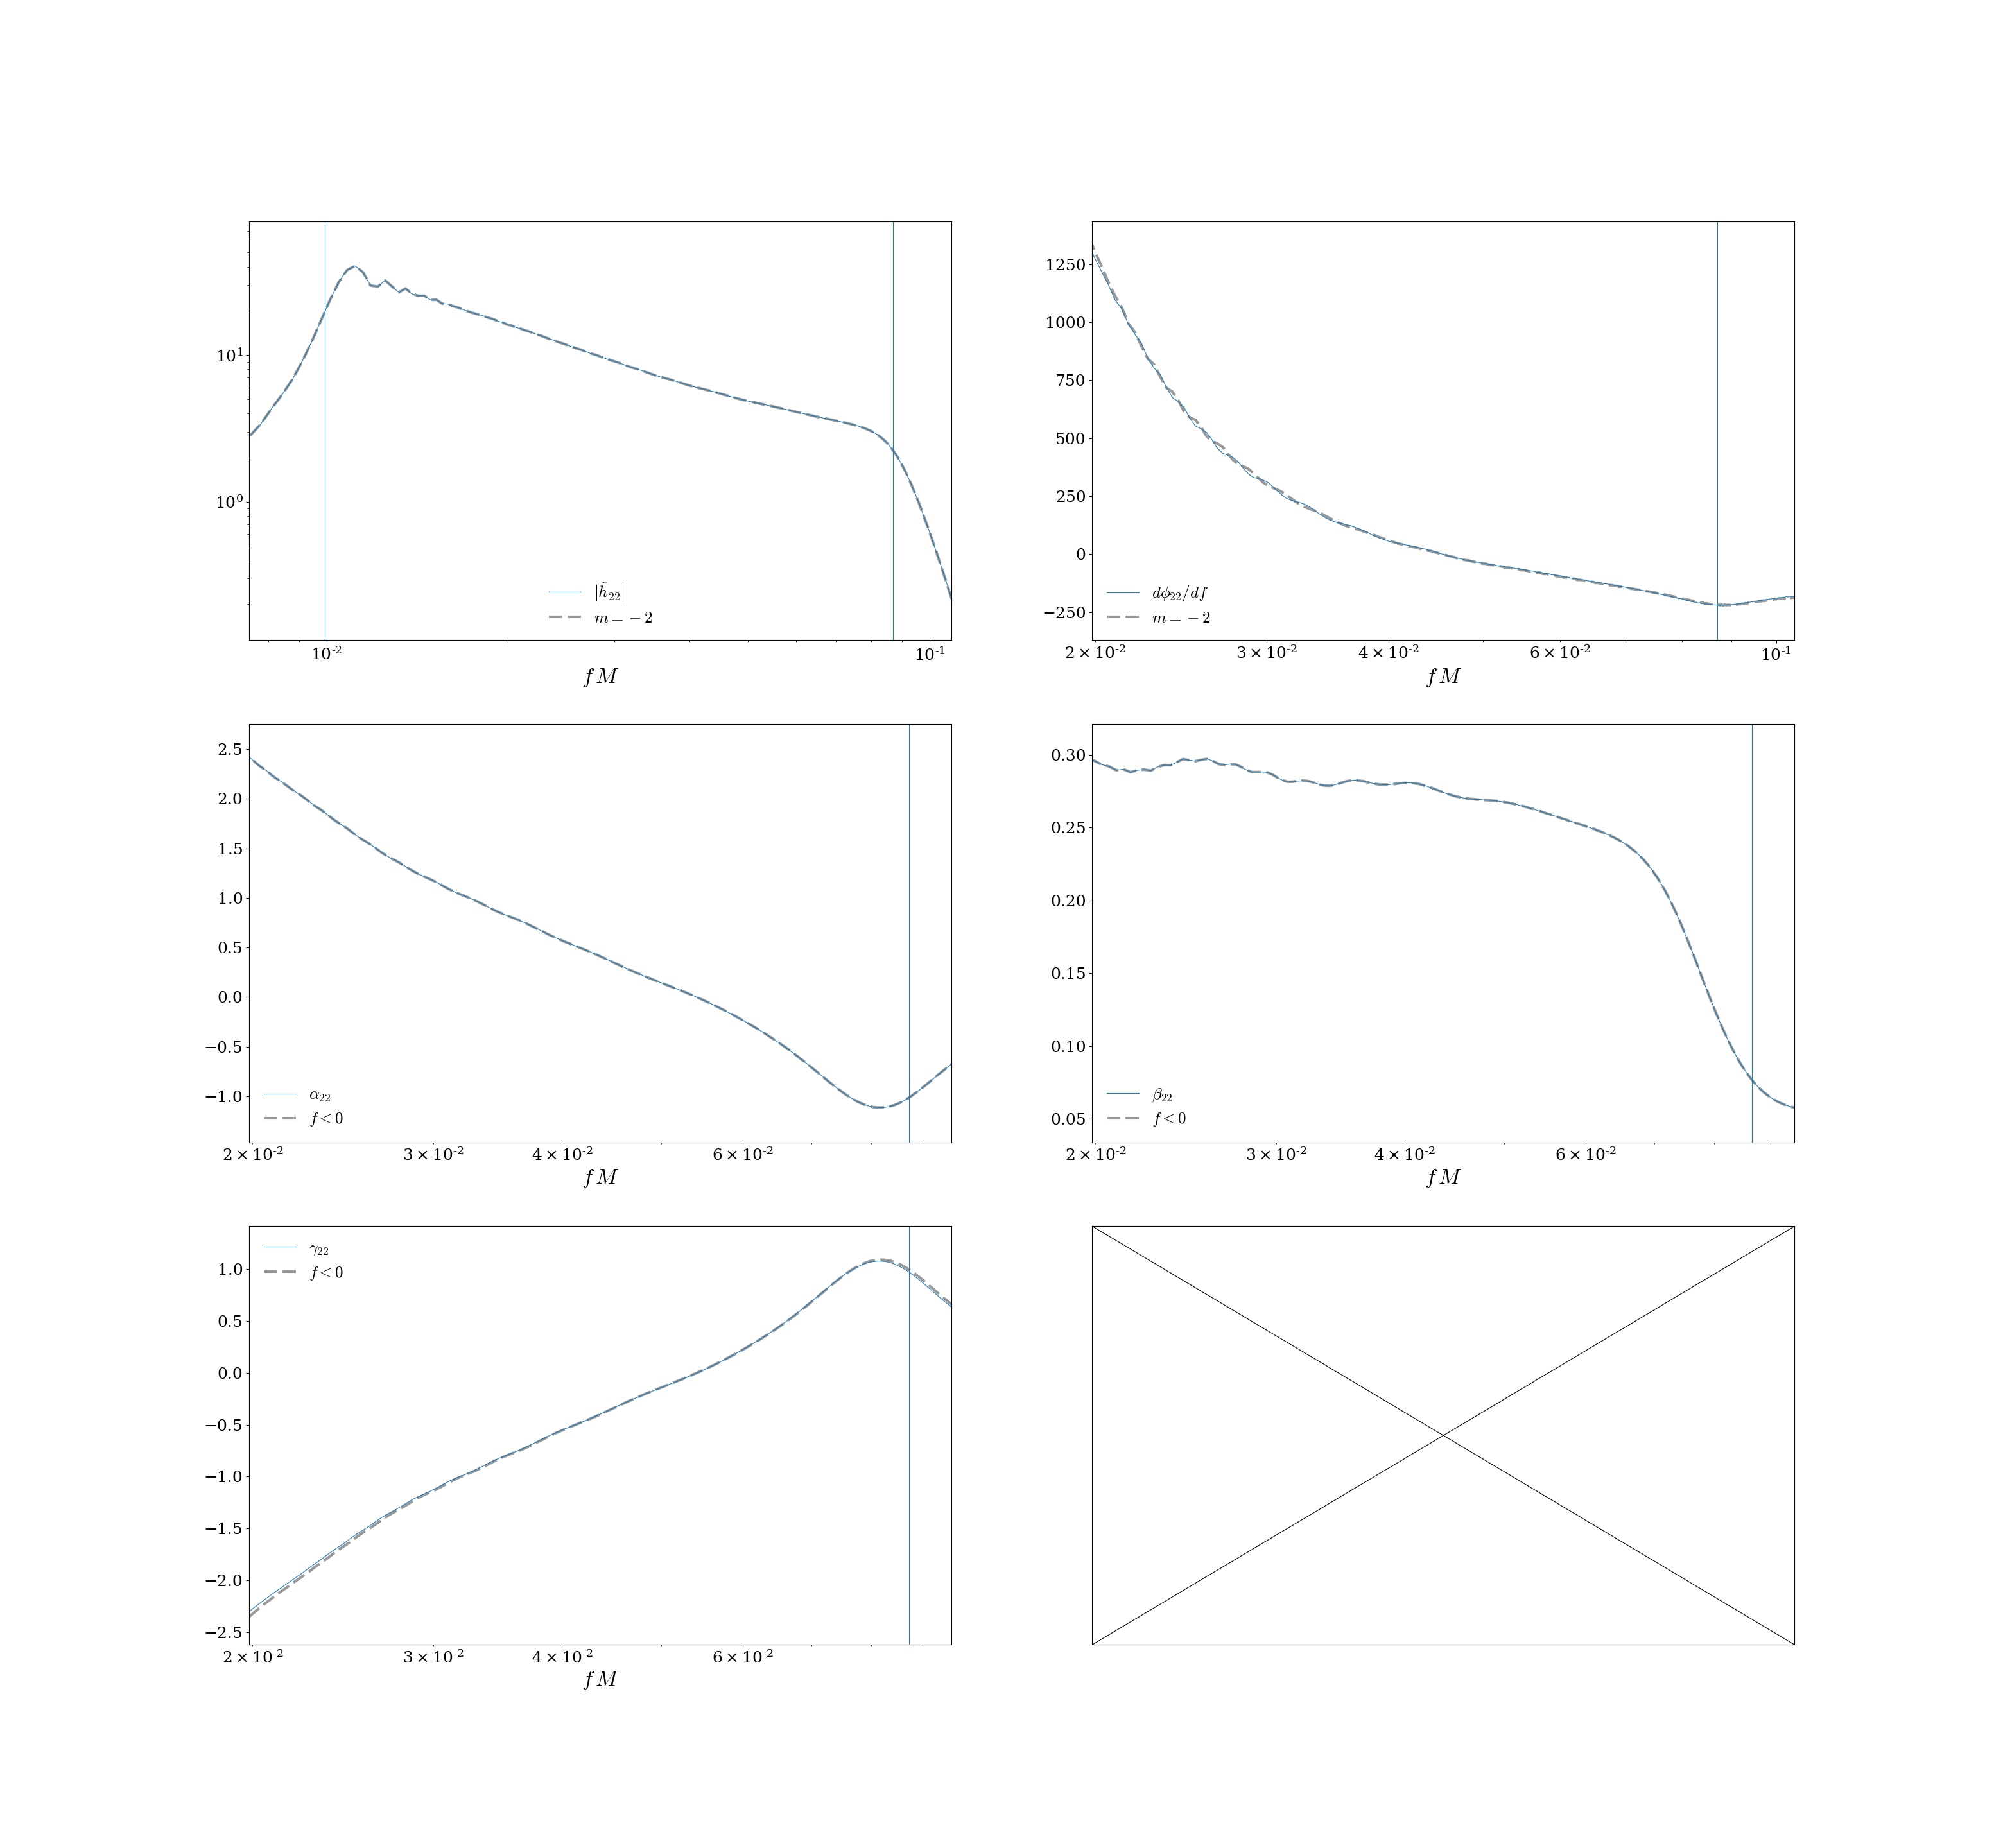 10¹
10⁰
10⁻²
10⁻¹
|h̃₂₂|
m = −2
f M
1250
1000
750
500
250
0
−250
2 × 10⁻²
3 × 10⁻²
4 × 10⁻²
6 × 10⁻²
10⁻¹
dϕ₂₂/df
m = −2
f M
2.5
2.0
1.5
1.0
0.5
0.0
−0.5
−1.0
2 × 10⁻²
3 × 10⁻²
4 × 10⁻²
6 × 10⁻²
α₂₂
f < 0
f M
0.30
0.25
0.20
0.15
0.10
0.05
2 × 10⁻²
3 × 10⁻²
4 × 10⁻²
6 × 10⁻²
β₂₂
f < 0
f M
γ₂₂
f < 0
1.0
0.5
0.0
−0.5
−1.0
−1.5
−2.0
−2.5
2 × 10⁻²
3 × 10⁻²
4 × 10⁻²
6 × 10⁻²
f M